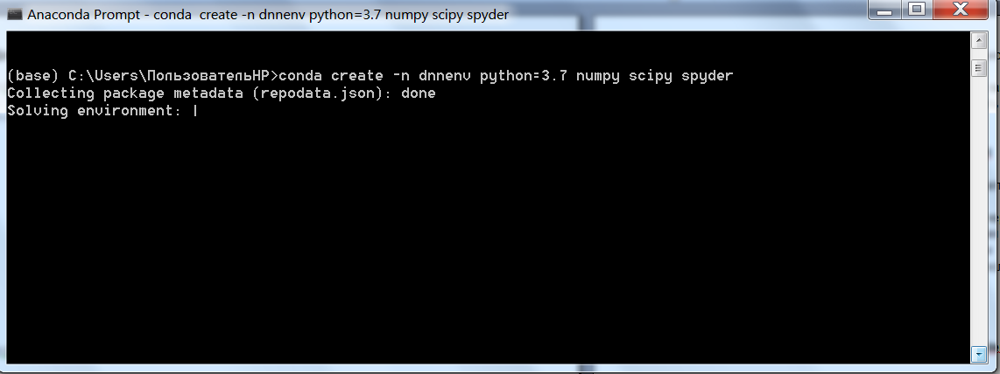 Anaconda Prompt - conda  create -n dnnenv python=3.7 numpy scipy spyder
(base) C:\Users\ПользовательHP>conda create -n dnnenv python=3.7 numpy scipy spyder
Collecting package metadata (repodata.json): done
Solving environment: |